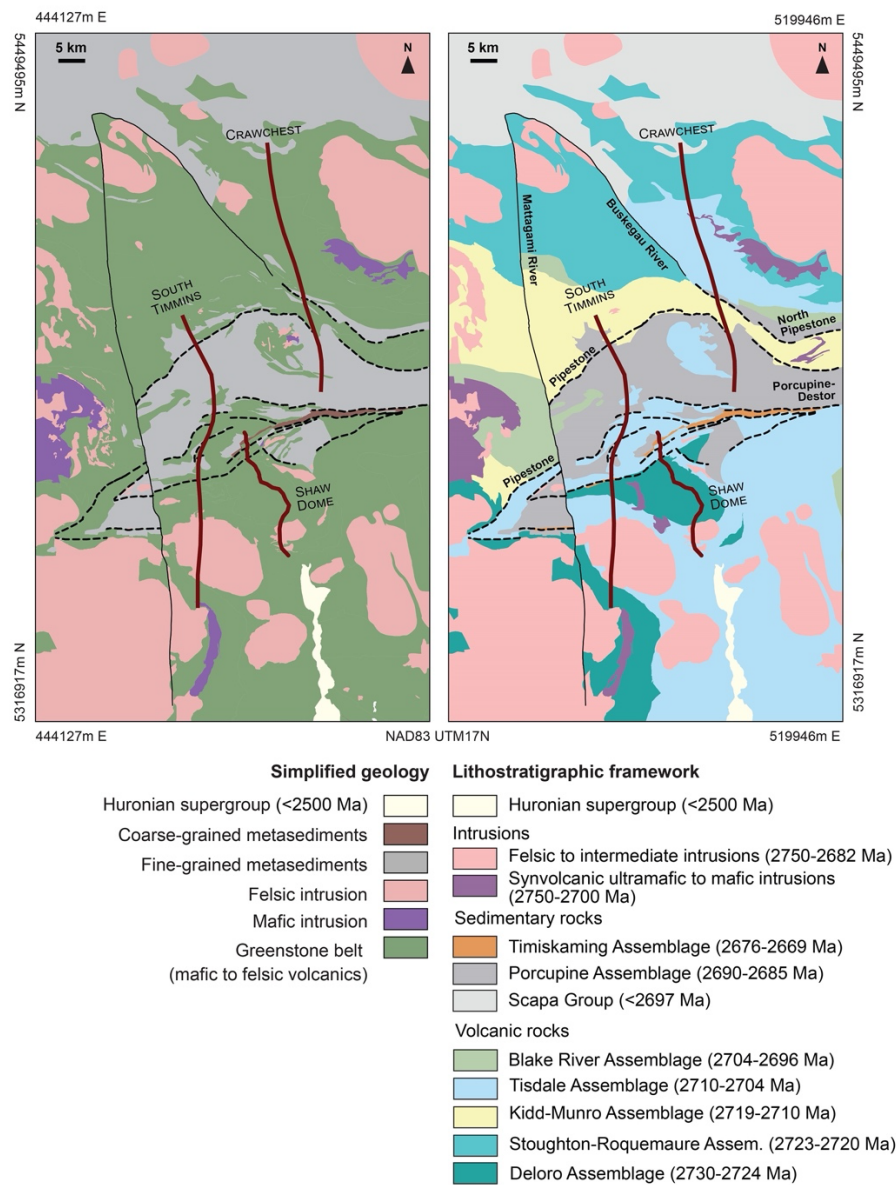 444127m E
519946m E
5449495m N
5 km
N
CRAWCHEST
SOUTH
TIMMINS
SHAW
DOME
5316917m N
5 km
N
5449495m N
CRAWCHEST
Mattagami River
Buskegau River
SOUTH
TIMMINS
North
Pipestone
Pipestone
Porcupine-
Destor
Pipestone
SHAW
DOME
5316917m N
444127m E
NAD83 UTM17N
519946m E
Simplified geology
Huronian supergroup (<2500 Ma)
Coarse-grained metasediments
Fine-grained metasediments
Felsic intrusion
Mafic intrusion
Greenstone belt
(mafic to felsic volcanics)
Lithostratigraphic framework
Huronian supergroup (<2500 Ma)
Intrusions
Felsic to intermediate intrusions (2750-2682 Ma)
Synvolcanic ultramafic to mafic intrusions
(2750-2700 Ma)
Sedimentary rocks
Timiskaming Assemblage (2676-2669 Ma)
Porcupine Assemblage (2690-2685 Ma)
Scapa Group (<2697 Ma)
Volcanic rocks
Blake River Assemblage (2704-2696 Ma)
Tisdale Assemblage (2710-2704 Ma)
Kidd-Munro Assemblage (2719-2710 Ma)
Stoughton-Roquemaure Assem. (2723-2720 Ma)
Deloro Assemblage (2730-2724 Ma)